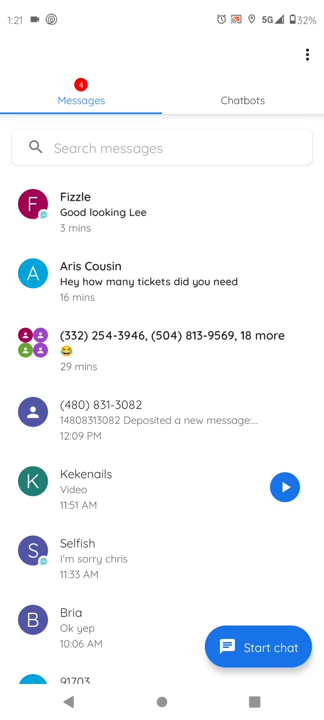 1:21
5G 32%
4
Messages Chatbots
Search messages
F Fizzle
Good looking Lee
3 mins
A Aris Cousin
Hey how many tickets did you need
16 mins
(332) 254-3946, (504) 813-9569, 18 more
😂
29 mins
(480) 831-3082
14808313082 Deposited a new message:...
12:09 PM
K Kekenails
Video
11:51 AM
S Selfish
I'm sorry chris
11:33 AM
B Bria
Ok yep
10:06 AM
Start chat
91703